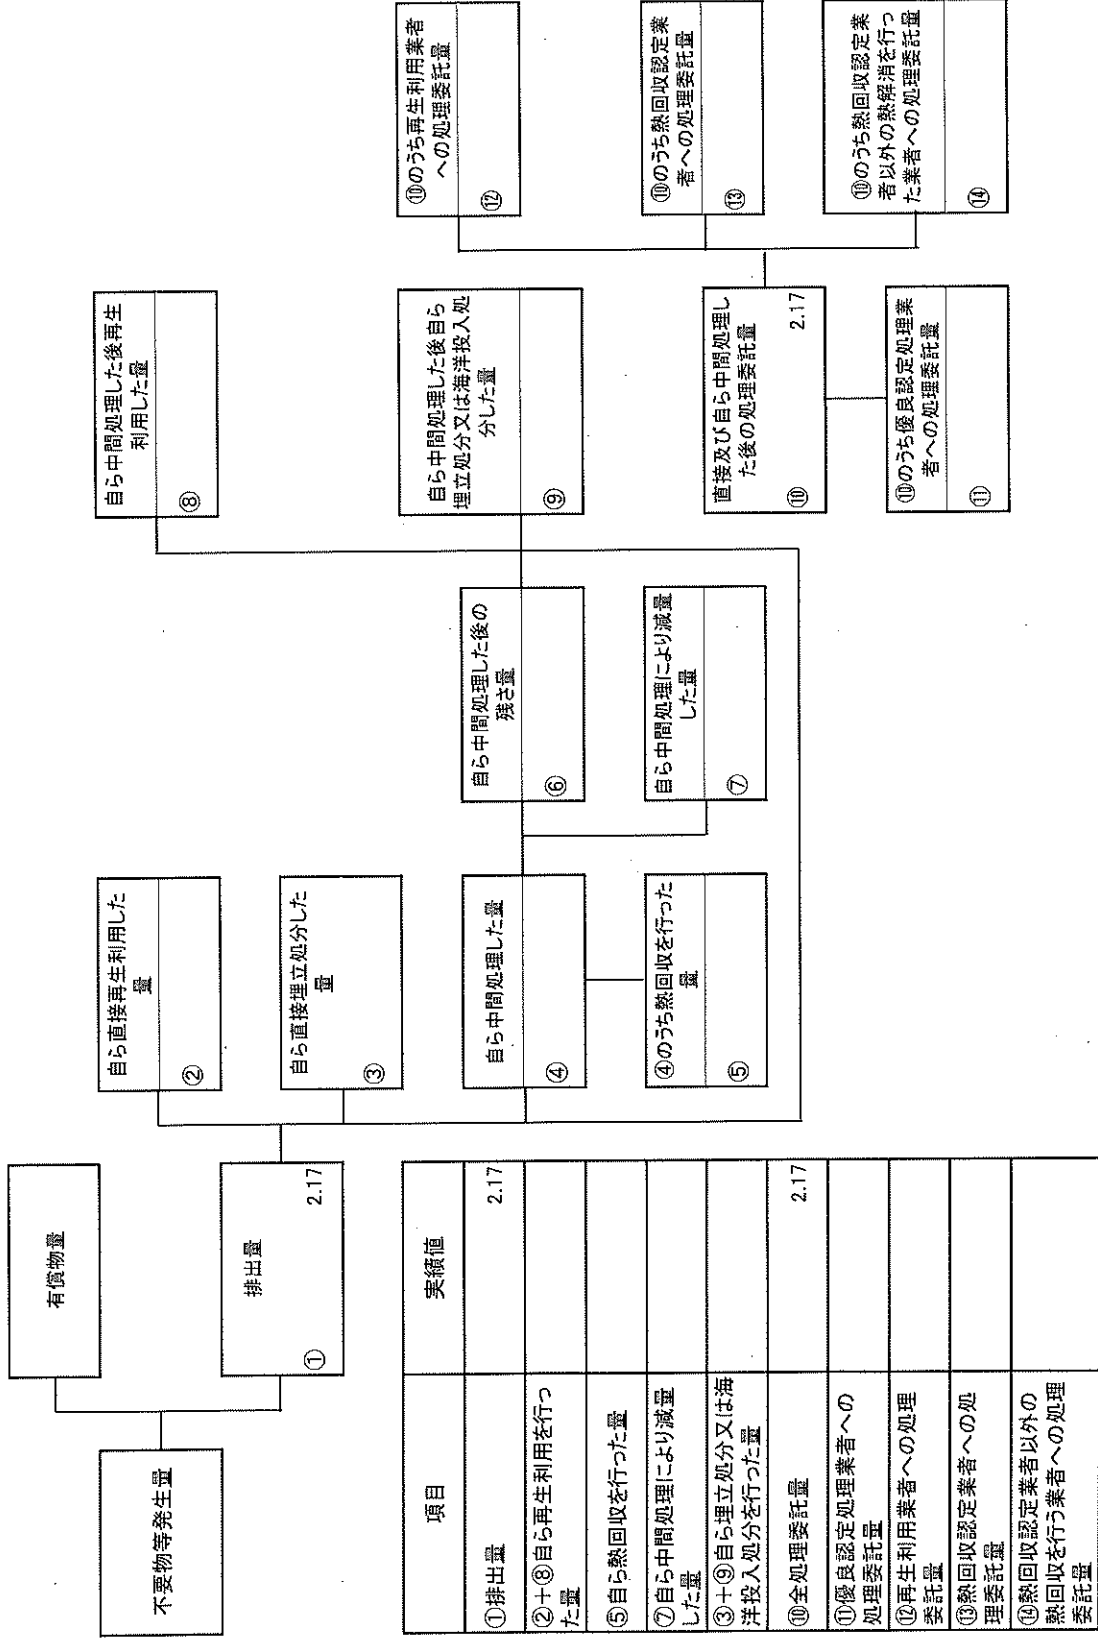 不要物等発生量
有償物量
排出量
①
2.17
自ら直接再生利用した
量
②
自ら直接埋立処分した
量
③
自ら中間処理した量
④
④のうち熱回収を行った
量
⑤
自ら中間処理した後の
残さ量
⑥
自ら中間処理により減量
した量
⑦
自ら中間処理した後再生
利用した量
⑧
自ら中間処理した後自ら
埋立処分又は海洋投入処
分した量
⑨
直接及び自ら中間処理し
た後の処理委託量
⑩
2.17
⑩のうち優良認定処理業
者への処理委託量
⑪
⑩のうち再生利用業者
への処理委託量
⑫
⑩のうち熱回収認定業
者への処理委託量
⑬
⑩のうち熱回収認定業
者以外の熱解消を行っ
た業者への処理委託量
⑭
項目
実績値
①排出量
2.17
②+⑧自ら再生利用を行っ
た量
⑤自ら熱回収を行った量
⑦自ら中間処理により減量
した量
③+⑨自ら埋立処分又は海
洋投入処分を行った量
⑩全処理委託量
2.17
⑪優良認定処理業者への
処理委託量
⑫再生利用業者への処理
委託量
⑬熱回収認定業者への処
理委託量
⑭熱回収認定業者以外の
熱回収を行う業者への処理
委託量